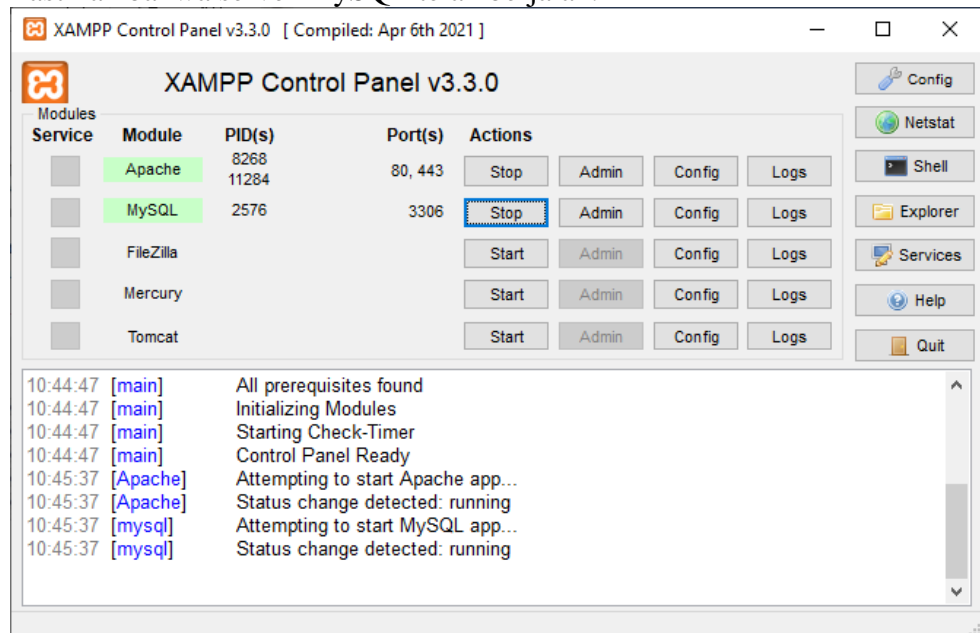 XAMPP Control Panel v3.3.0 [ Compiled: Apr 6th 2021 ]
XAMPP Control Panel v3.3.0
Config
Netstat
Shell
Explorer
Services
Help
Quit
Modules
Service Module PID(s) Port(s) Actions
Apache 8268 11284 80, 443 Stop Admin Config Logs
MySQL 2576 3306 Stop Admin Config Logs
FileZilla Start Admin Config Logs
Mercury Start Admin Config Logs
Tomcat Start Admin Config Logs
10:44:47 [main] All prerequisites found
10:44:47 [main] Initializing Modules
10:44:47 [main] Starting Check-Timer
10:44:47 [main] Control Panel Ready
10:45:37 [Apache] Attempting to start Apache app...
10:45:37 [Apache] Status change detected: running
10:45:37 [mysql] Attempting to start MySQL app...
10:45:37 [mysql] Status change detected: running